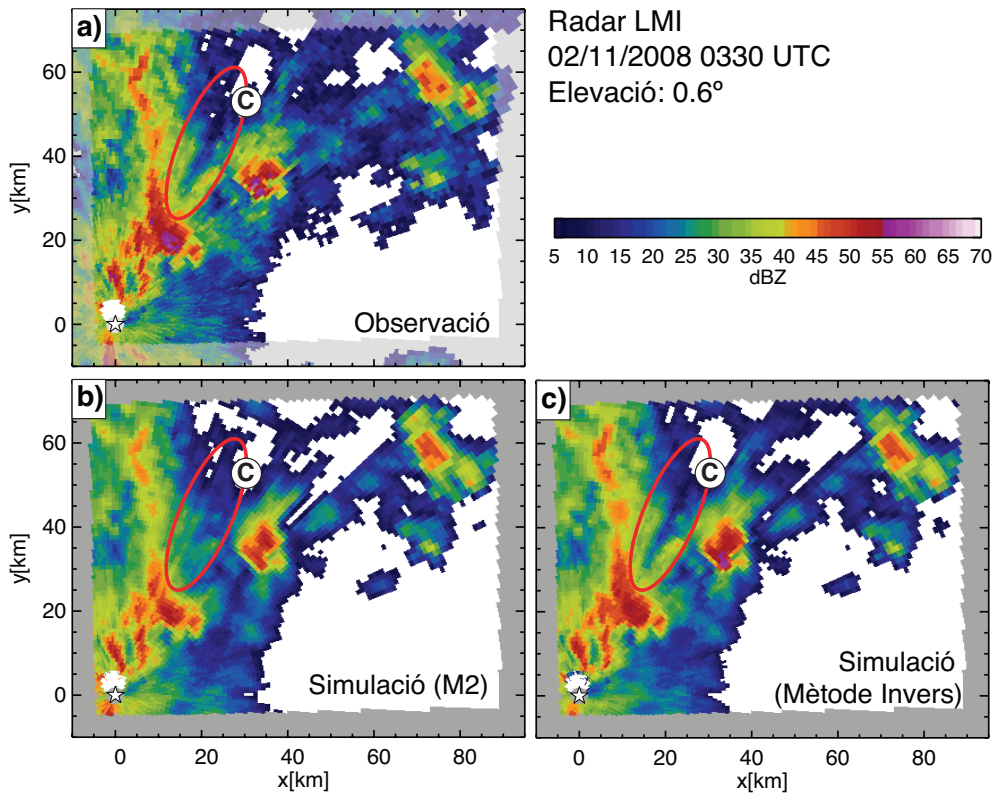 a)
C
Observació
y[km]
60
40
20
0
Radar LMI
02/11/2008 0330 UTC
Elevació: 0.6º
5 10 15 20 25 30 35 40 45 50 55 60 65 70
dBZ
b)
C
Simulació (M2)
y[km]
60
40
20
0
0 20 40 60 80
x[km]
c)
C
Simulació
(Mètode Invers)
0 20 40 60 80
x[km]